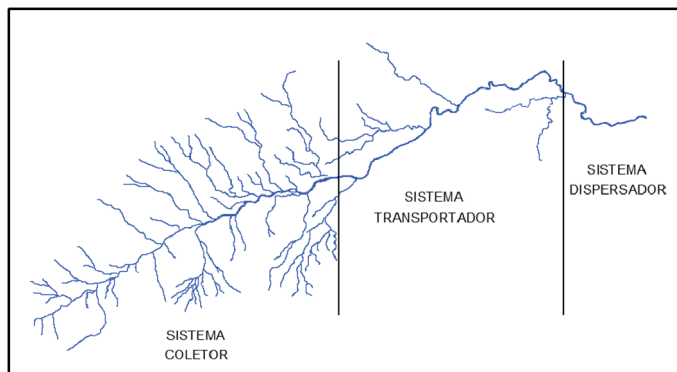 SISTEMA
COLETOR
SISTEMA
TRANSPORTADOR
SISTEMA
DISPERSADOR